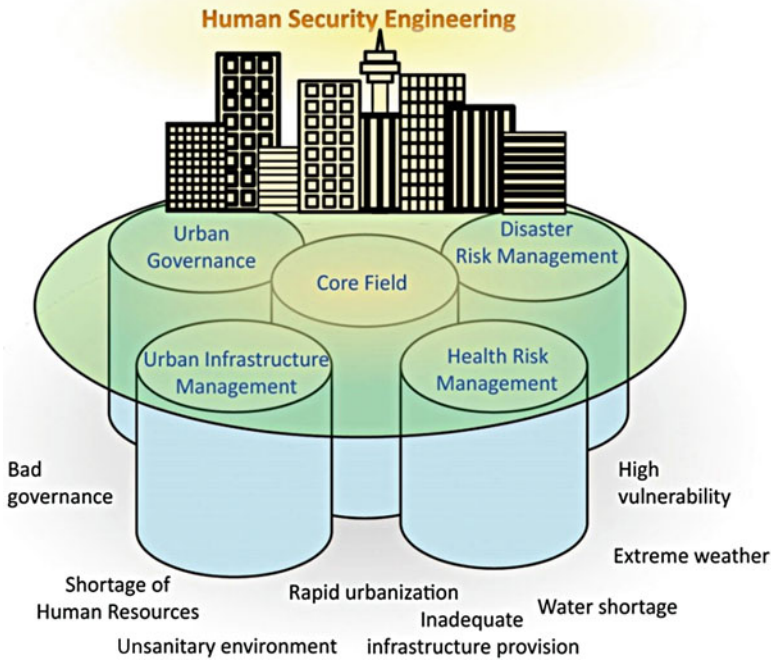 Human Security Engineering
Urban
Governance
Disaster
Risk Management
Core Field
Urban Infrastructure
Management
Health Risk
Management
Bad
governance
High
vulnerability
Extreme weather
Shortage of
Human Resources
Rapid urbanization
Water shortage
Inadequate
infrastructure provision
Unsanitary environment